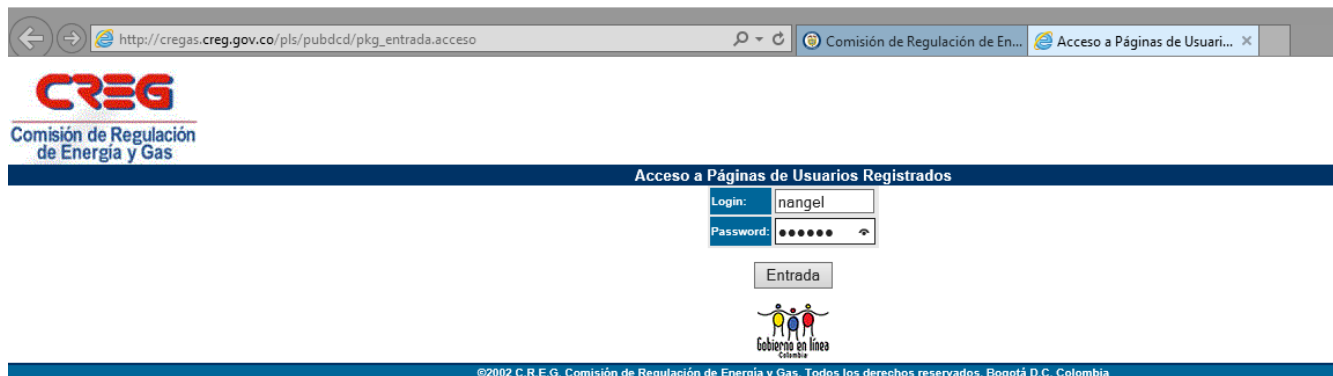 http://cregas.creg.gov.co/pls/pubdcd/pkg_entrada.acceso
Comisión de Regulación de En...
Acceso a Páginas de Usuari...
CREG
Comisión de Regulación
de Energía y Gas
Acceso a Páginas de Usuarios Registrados
Login: nangel
Password: ●●●●●●
Entrada
Gobierno en línea
Colombia
©2002 C.R.E.G. Comisión de Regulación de Energía y Gas. Todos los derechos reservados. Bogotá D.C. Colombia